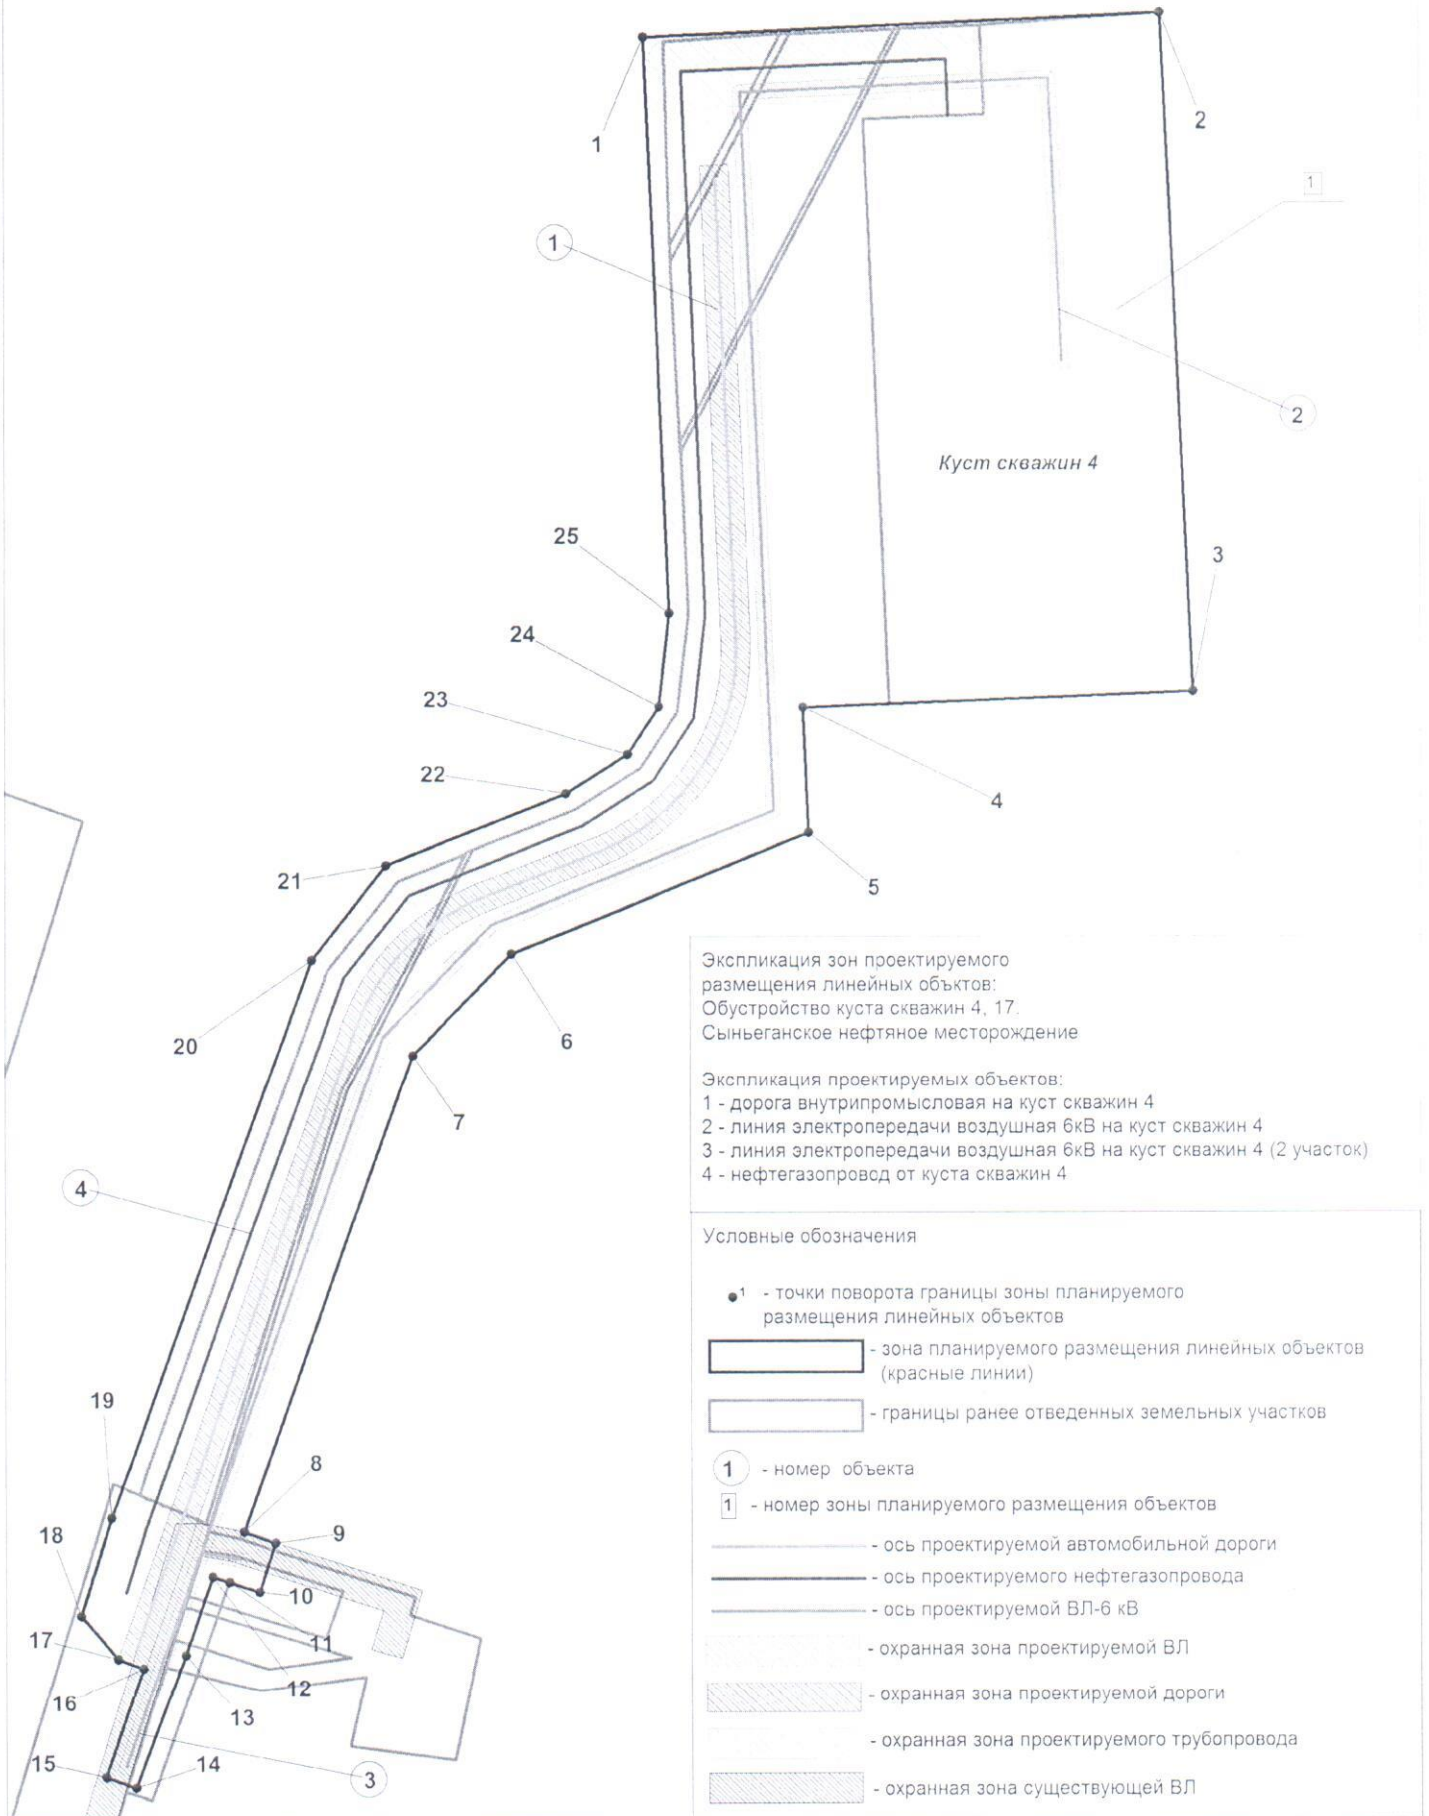 1
2
1
1
2
Куст скважин 4
25
3
24
23
22
4
21
5
20
6
7
4
19
8
18
9
10
17
11
16
12
13
15
14
3
Экспликация зон проектируемого
размещения линейных объктов:
Обустройство куста скважин 4, 17.
Сыньеганское нефтяное месторождение
Экспликация проектируемых объектов:
1 - дорога внутрипромысловая на куст скважин 4
2 - линия электропередачи воздушная 6кВ на куст скважин 4
3 - линия электропередачи воздушная 6кВ на куст скважин 4 (2 участок)
4 - нефтегазопровод от куста скважин 4
Условные обозначения
1 - точки поворота границы зоны планируемого
размещения линейных объектов
- зона планируемого размещения линейных объектов
(красные линии)
- границы ранее отведенных земельных участков
1 - номер объекта
1 - номер зоны планируемого размещения объектов
- ось проектируемой автомобильной дороги
- ось проектируемого нефтегазопровода
- ось проектируемой ВЛ-6 кВ
- охранная зона проектируемой ВЛ
- охранная зона проектируемой дороги
- охранная зона проектируемого трубопровода
- охранная зона существующей ВЛ